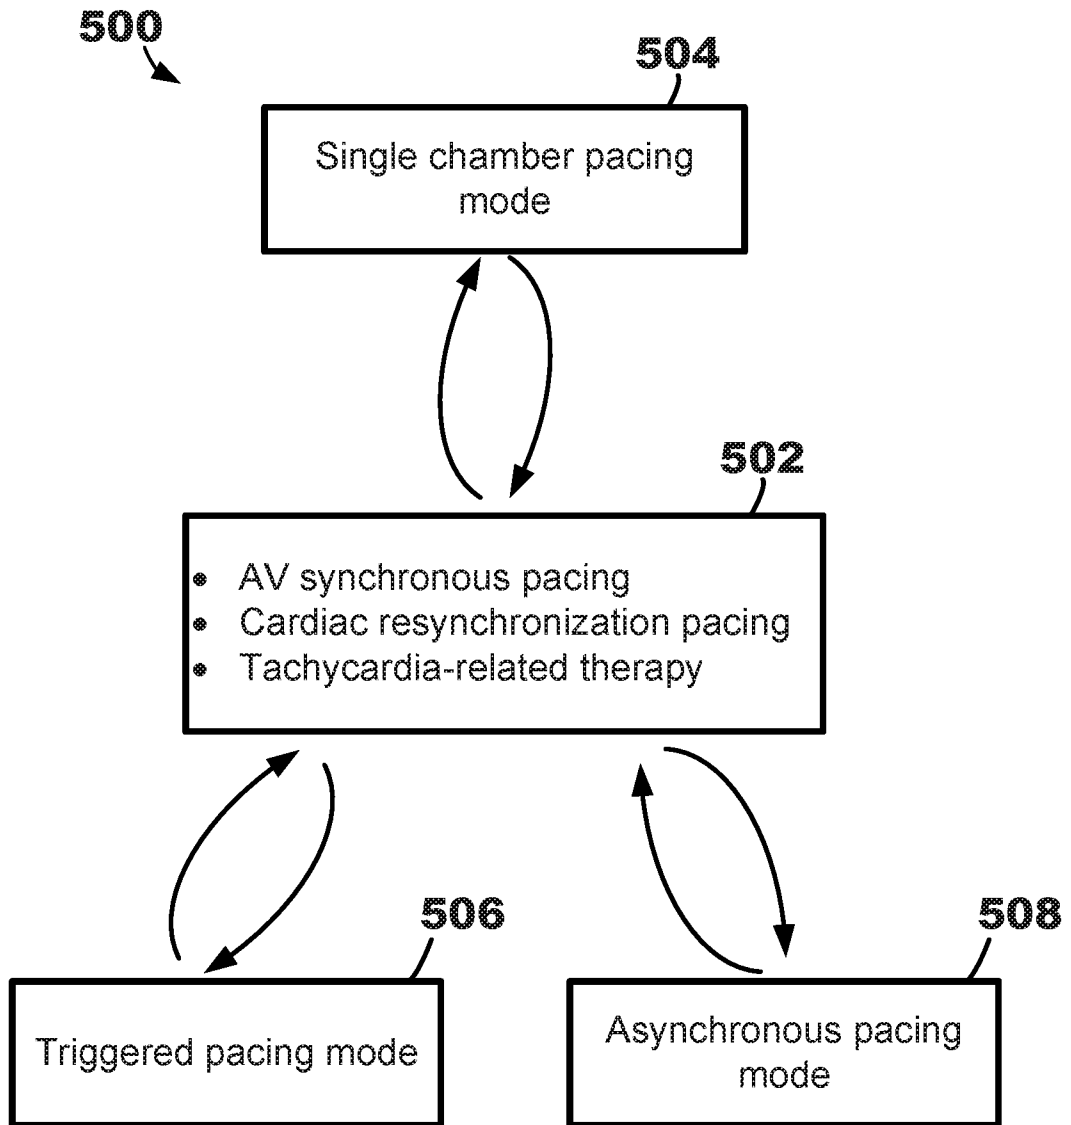 500
504
Single chamber pacing
mode
502
• AV synchronous pacing
• Cardiac resynchronization pacing
• Tachycardia-related therapy
506
508
Triggered pacing mode
Asynchronous pacing
mode